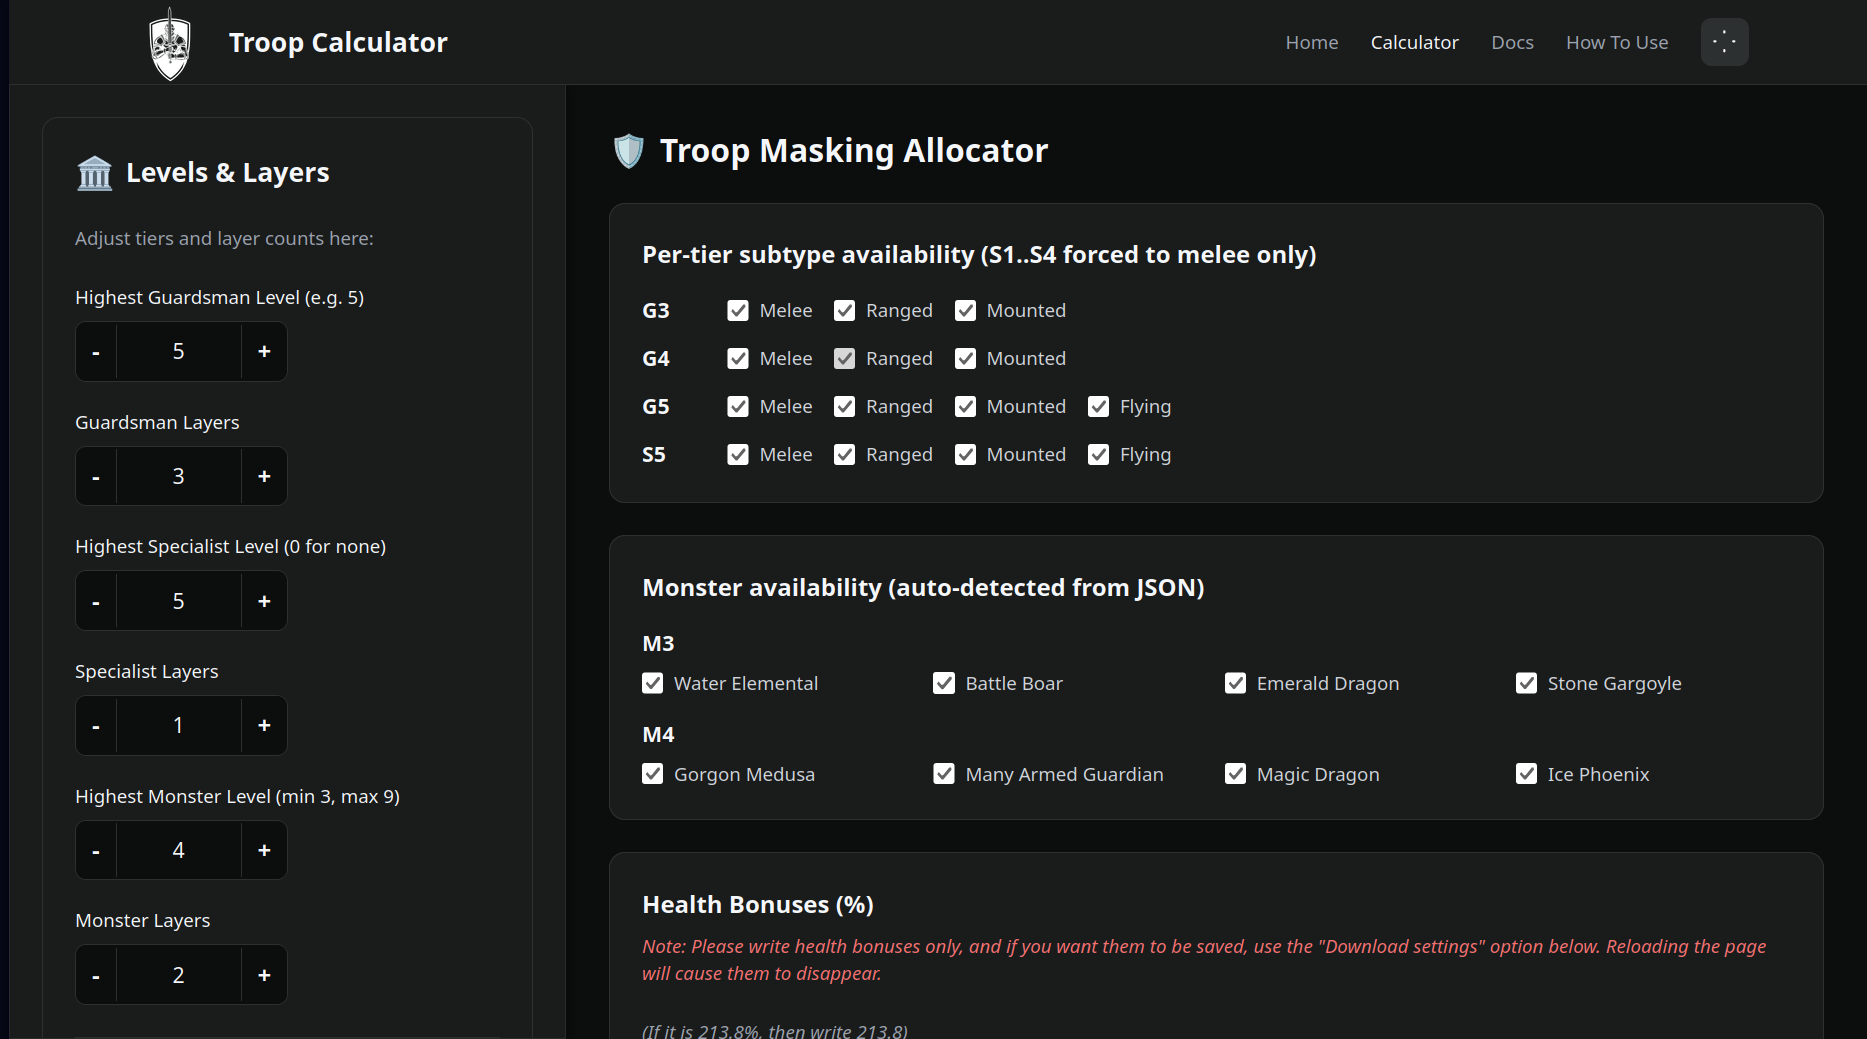 Troop Calculator
Home
Calculator
Docs
How To Use
Levels & Layers
Adjust tiers and layer counts here:
Highest Guardsman Level (e.g. 5)
- 5 +
Guardsman Layers
- 3 +
Highest Specialist Level (0 for none)
- 5 +
Specialist Layers
- 1 +
Highest Monster Level (min 3, max 9)
- 4 +
Monster Layers
- 2 +
Troop Masking Allocator
Per-tier subtype availability (S1..S4 forced to melee only)
G3 Melee Ranged Mounted
G4 Melee Ranged Mounted
G5 Melee Ranged Mounted Flying
S5 Melee Ranged Mounted Flying
Monster availability (auto-detected from JSON)
M3
Water Elemental Battle Boar Emerald Dragon Stone Gargoyle
M4
Gorgon Medusa Many Armed Guardian Magic Dragon Ice Phoenix
Health Bonuses (%)
Note: Please write health bonuses only, and if you want them to be saved, use the "Download settings" option below. Reloading the page
will cause them to disappear.
(If it is 213.8%, then write 213.8)